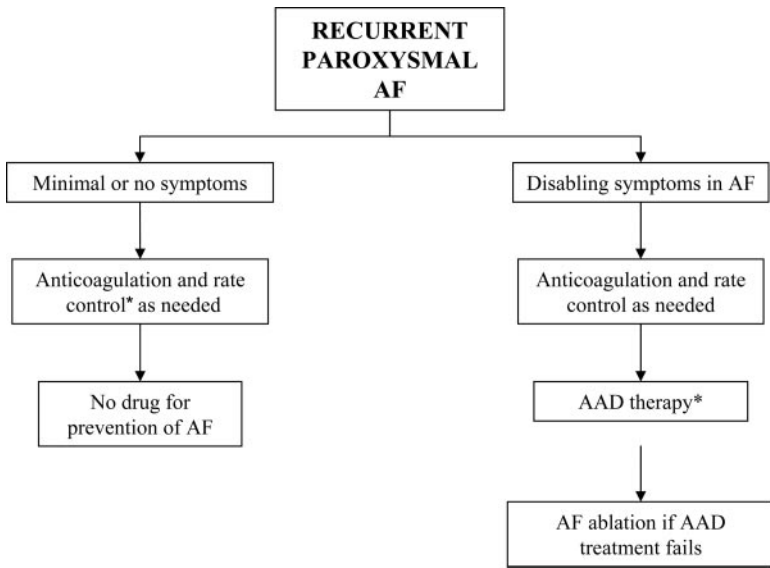 RECURRENT
PAROXYSMAL
AF
Minimal or no symptoms
Disabling symptoms in AF
Anticoagulation and rate
control* as needed
Anticoagulation and rate
control as needed
No drug for
prevention of AF
AAD therapy*
AF ablation if AAD
treatment fails